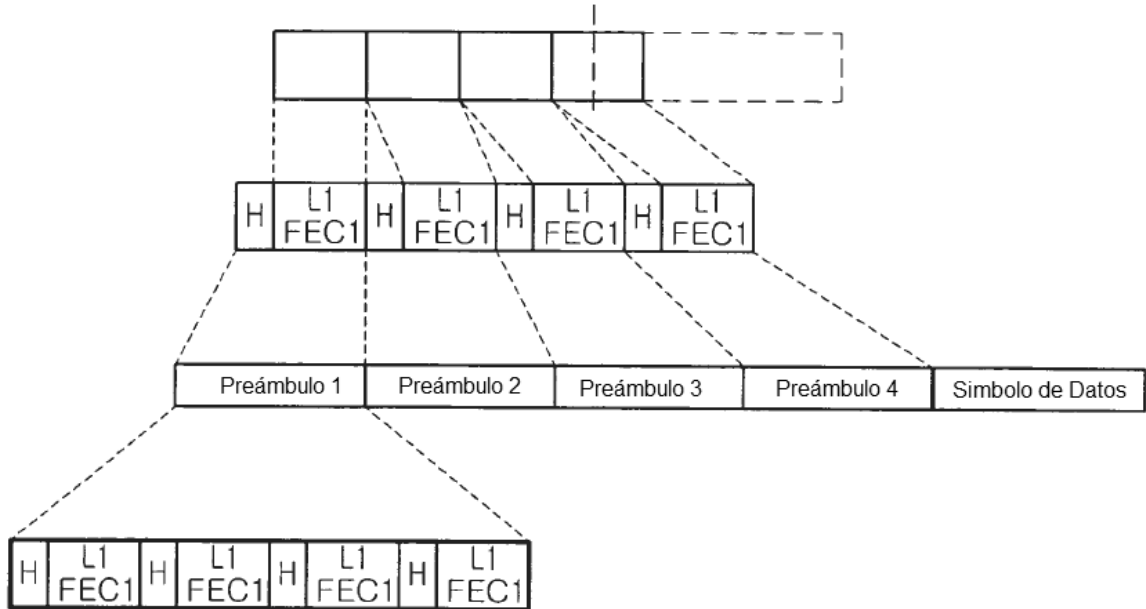 H L1 FEC1 H L1 FEC1 H L1 FEC1 H L1 FEC1
Preámbulo 1 Preámbulo 2 Preámbulo 3 Preámbulo 4 Simbolo de Datos
H L1 FEC1 H L1 FEC1 H L1 FEC1 H L1 FEC1